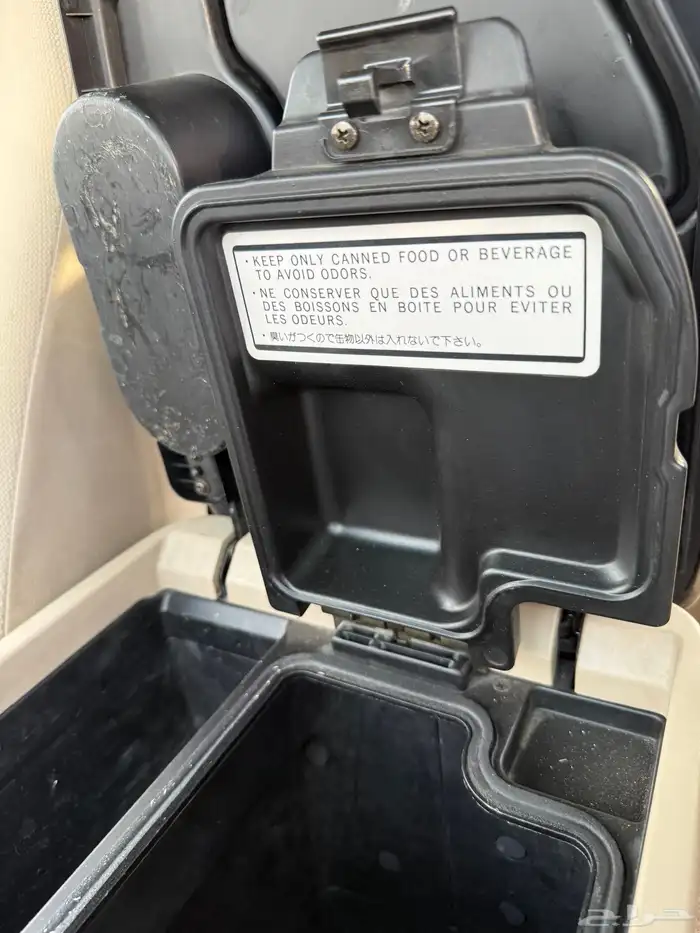 ・KEEP ONLY CANNED FOOD OR BEVERAGE
TO AVOID ODORS.
・NE CONSERVER QUE DES ALIMENTS OU
DES BOISSONS EN BOITE POUR EVITER
LES ODEURS.
・臭いがつくので缶物以外は入れないで下さい。
حراج